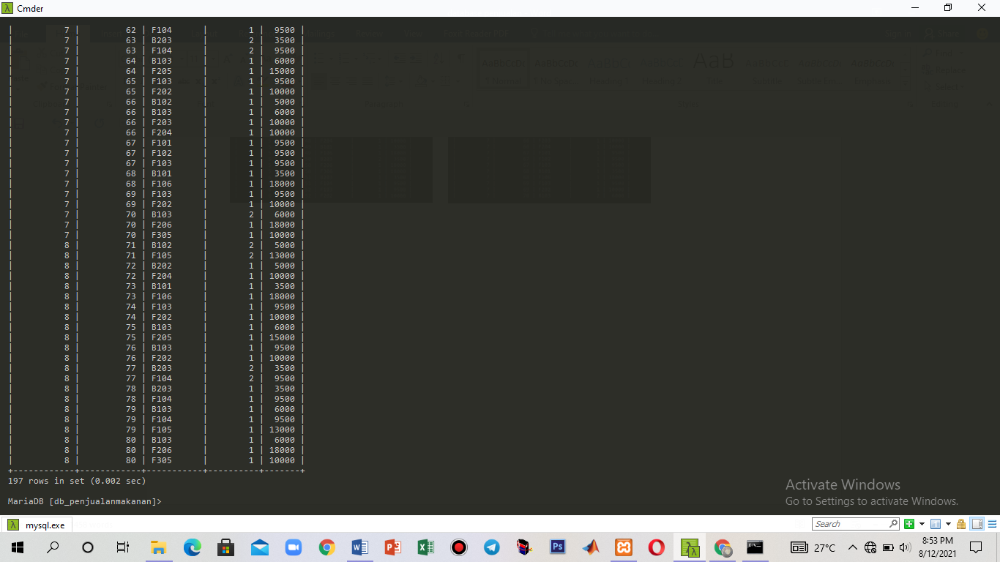 Cmder
| 7 | 62 | F104 | 1 | 9500 |
| 7 | 63 | B203 | 2 | 3500 |
| 7 | 63 | F104 | 2 | 9500 |
| 7 | 64 | B103 | 1 | 6000 |
| 7 | 64 | F205 | 1 | 15000 |
| 7 | 65 | F103 | 1 | 9500 |
| 7 | 65 | F202 | 1 | 10000 |
| 7 | 66 | B102 | 1 | 5000 |
| 7 | 66 | B103 | 1 | 6000 |
| 7 | 66 | F203 | 1 | 10000 |
| 7 | 66 | F204 | 1 | 10000 |
| 7 | 67 | F101 | 1 | 9500 |
| 7 | 67 | F102 | 1 | 9500 |
| 7 | 67 | F103 | 1 | 9500 |
| 7 | 68 | B101 | 1 | 3500 |
| 7 | 68 | F106 | 1 | 18000 |
| 7 | 69 | F103 | 1 | 9500 |
| 7 | 69 | F202 | 1 | 10000 |
| 7 | 70 | B103 | 2 | 6000 |
| 7 | 70 | F206 | 1 | 18000 |
| 7 | 70 | F305 | 1 | 10000 |
| 8 | 71 | B102 | 2 | 5000 |
| 8 | 71 | F105 | 2 | 13000 |
| 8 | 72 | B202 | 1 | 5000 |
| 8 | 72 | F204 | 1 | 10000 |
| 8 | 73 | B101 | 1 | 3500 |
| 8 | 73 | F106 | 1 | 18000 |
| 8 | 74 | F103 | 1 | 9500 |
| 8 | 74 | F202 | 1 | 10000 |
| 8 | 75 | B103 | 1 | 6000 |
| 8 | 75 | F205 | 1 | 15000 |
| 8 | 76 | B103 | 1 | 9500 |
| 8 | 76 | F202 | 1 | 10000 |
| 8 | 77 | B203 | 2 | 3500 |
| 8 | 77 | F104 | 2 | 9500 |
| 8 | 78 | B203 | 1 | 3500 |
| 8 | 78 | F104 | 1 | 9500 |
| 8 | 79 | B103 | 1 | 6000 |
| 8 | 79 | F104 | 1 | 9500 |
| 8 | 79 | F105 | 1 | 13000 |
| 8 | 80 | B103 | 1 | 6000 |
| 8 | 80 | F206 | 1 | 18000 |
| 8 | 80 | F305 | 1 | 10000 |
+------------+------------+-----------+----------+-------+
197 rows in set (0.002 sec)
MariaDB [db_penjualanmakanan]>
Activate Windows
Go to Settings to activate Windows.
mysql.exe
Search
27°C
8:53 PM
8/12/2021